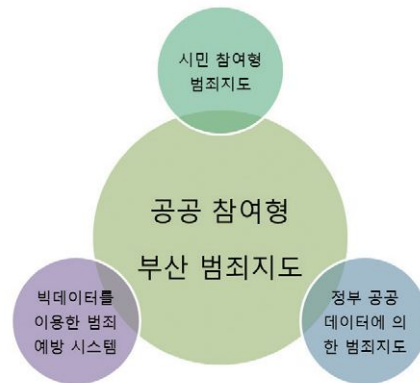 시민 참여형
범죄지도
공공 참여형
부산 범죄지도
빅데이터를
이용한 범죄
예방 시스템
정부 공공
데이터에 의
한 범죄지도